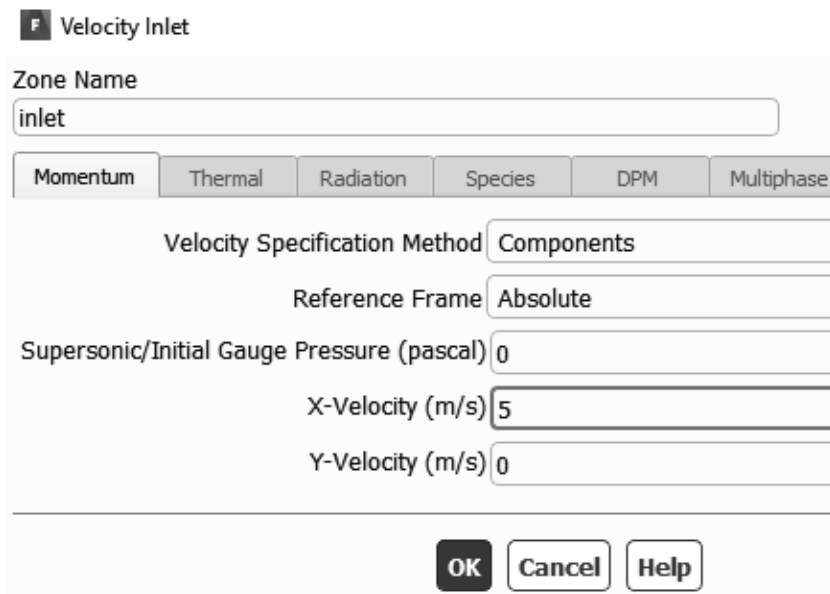 F Velocity Inlet
Zone Name
inlet
Momentum Thermal Radiation Species DPM Multiphase
Velocity Specification Method Components
Reference Frame Absolute
Supersonic/Initial Gauge Pressure (pascal) 0
X-Velocity (m/s) 5
Y-Velocity (m/s) 0
OK Cancel Help